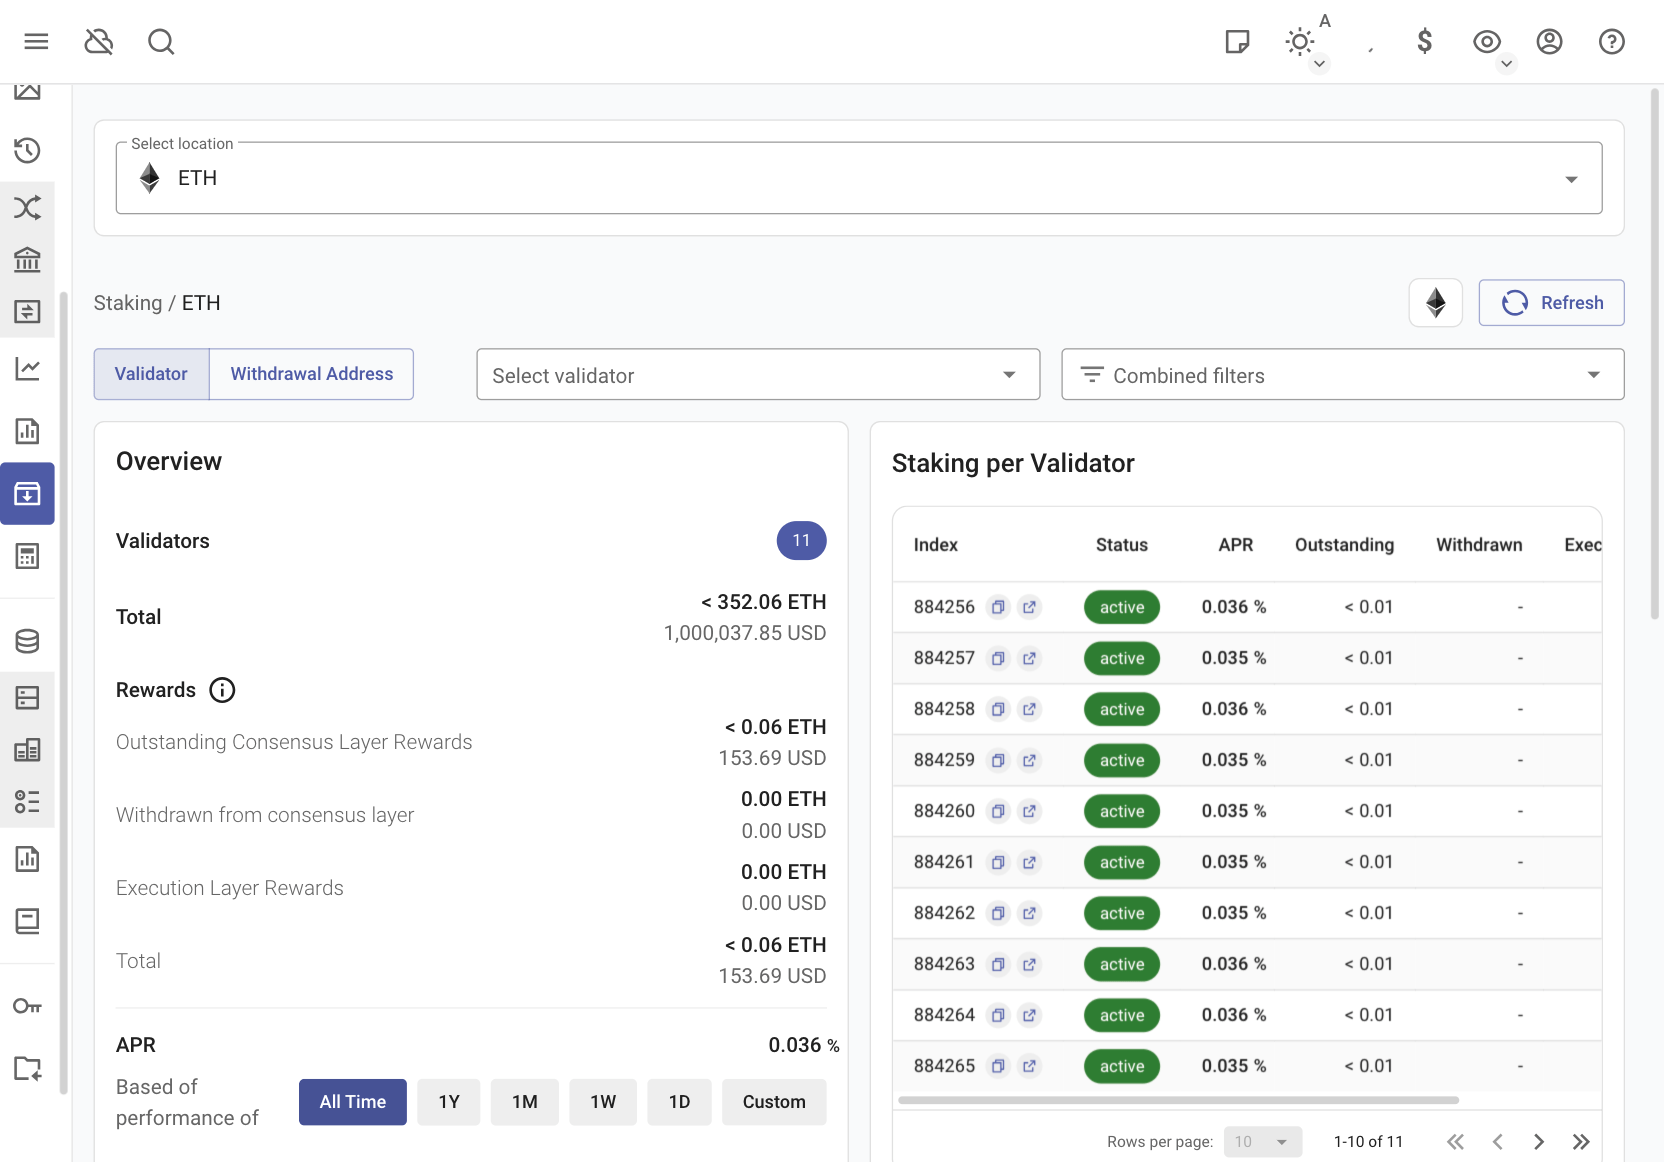 A
Select location
ETH
Staking / ETH
Refresh
Validator
Withdrawal Address
Select validator
Combined filters
Overview
Validators
11
Total
< 352.06 ETH
1,000,037.85 USD
Rewards
Outstanding Consensus Layer Rewards
< 0.06 ETH
153.69 USD
Withdrawn from consensus layer
0.00 ETH
0.00 USD
Execution Layer Rewards
0.00 ETH
0.00 USD
Total
< 0.06 ETH
153.69 USD
APR
0.036 %
Based of
performance of
All Time
1Y
1M
1W
1D
Custom
Staking per Validator
Index Status APR Outstanding Withdrawn Exec
884256 active 0.036 % < 0.01 -
884257 active 0.035 % < 0.01 -
884258 active 0.036 % < 0.01 -
884259 active 0.035 % < 0.01 -
884260 active 0.035 % < 0.01 -
884261 active 0.035 % < 0.01 -
884262 active 0.035 % < 0.01 -
884263 active 0.036 % < 0.01 -
884264 active 0.036 % < 0.01 -
884265 active 0.035 % < 0.01 -
Rows per page: 10 1-10 of 11